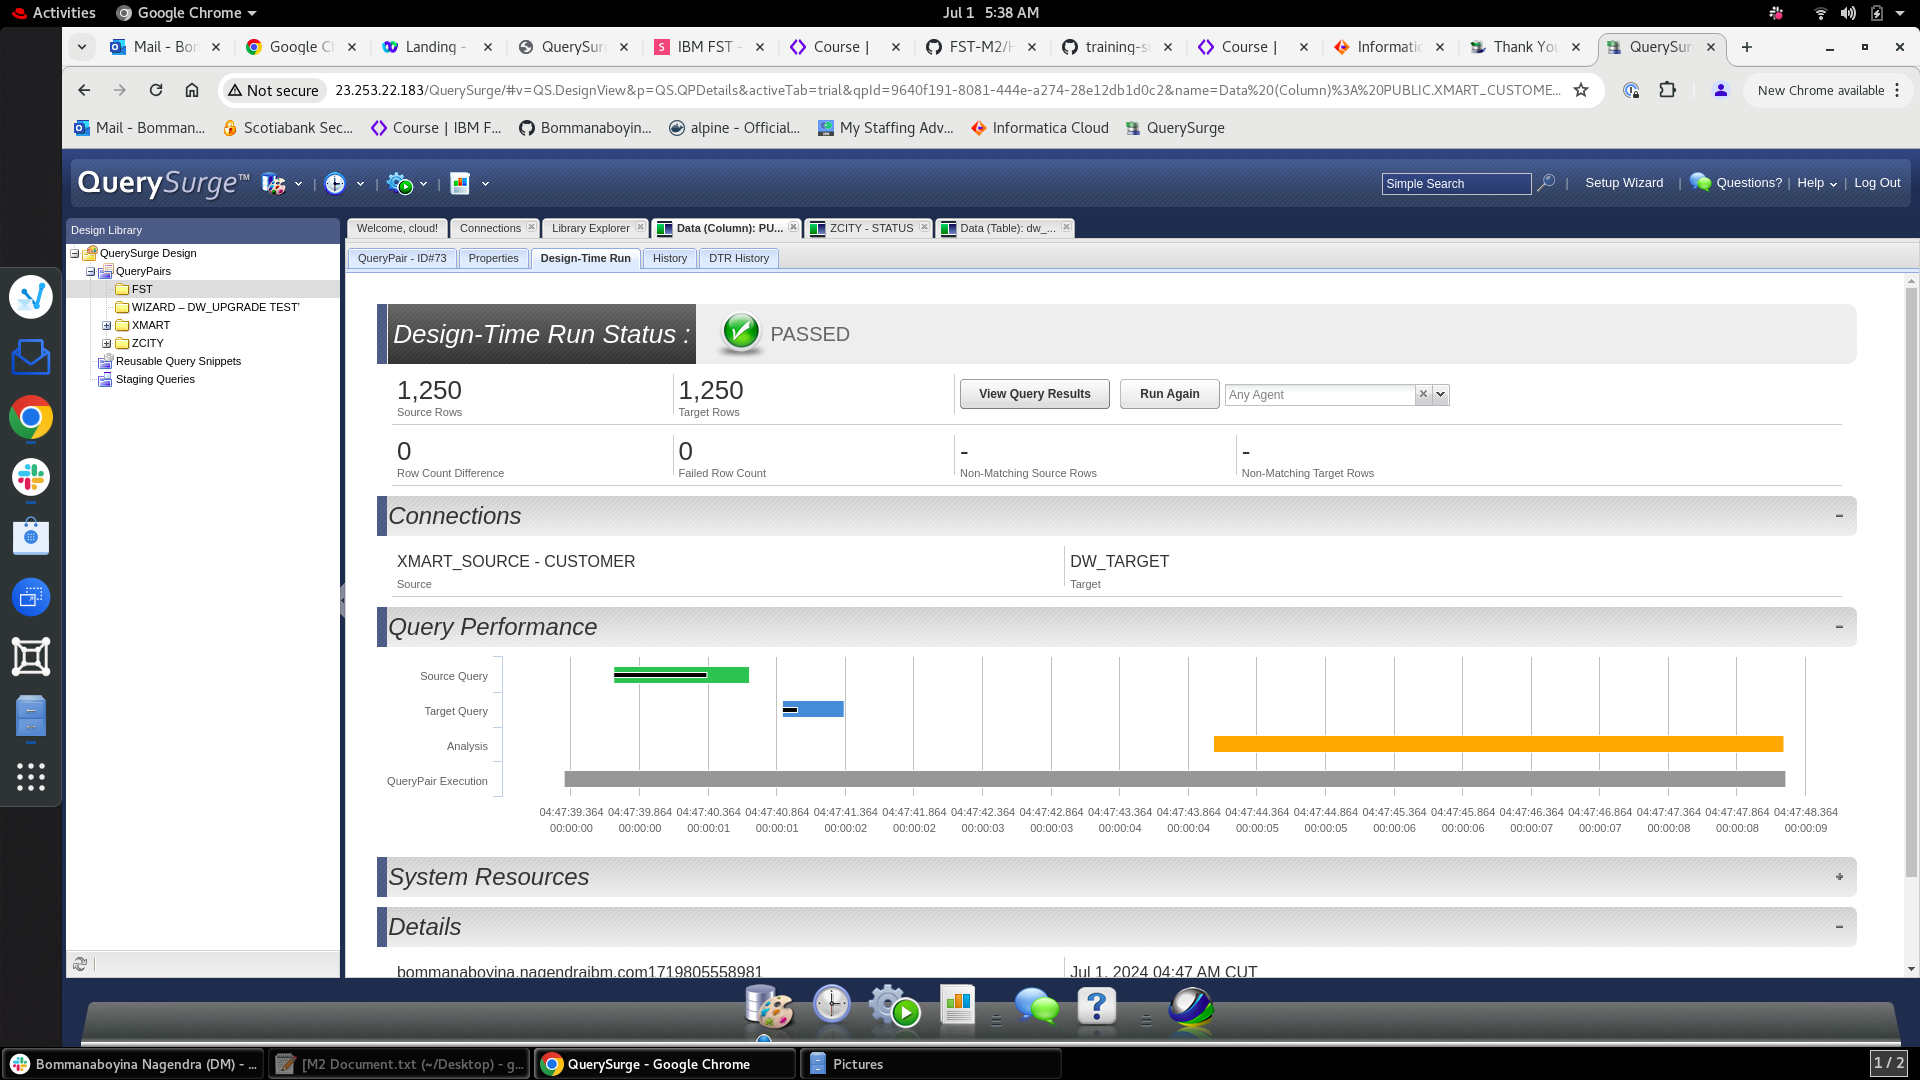 Activities
Google Chrome
Jul 1 5:38 AM
Mail - Bon
Google Ch
Landing -
QuerySur
IBM FST -
Course |
FST-M2/H
training-s
Course |
Informatic
Thank You
QuerySur
Not secure
23.253.22.183/QuerySurge/#v=QS.DesignView&p=QS.QPDetails&activeTab=trial&qpId=9640f191-8081-444e-a274-28e12db1d0c2&name=Data%20(Column)%3A%20PUBLIC.XMART_CUSTOME...
New Chrome available
Mail - Bomman...
Scotiabank Sec...
Course | IBM F...
Bommanaboyin...
alpine - Official...
My Staffing Adv...
Informatica Cloud
QuerySurge
QuerySurge™
Simple Search
Setup Wizard
Questions?
Help
Log Out
Design Library
QuerySurge Design
QueryPairs
FST
WIZARD – DW_UPGRADE TEST'
XMART
ZCITY
Reusable Query Snippets
Staging Queries
Welcome, cloud!
Connections
Library Explorer
Data (Column): PU...
ZCITY - STATUS
Data (Table): dw_...
QueryPair - ID#73
Properties
Design-Time Run
History
DTR History
Design-Time Run Status :
PASSED
1,250
Source Rows
1,250
Target Rows
View Query Results
Run Again
Any Agent
0
Row Count Difference
0
Failed Row Count
-
Non-Matching Source Rows
-
Non-Matching Target Rows
Connections
XMART_SOURCE - CUSTOMER
Source
DW_TARGET
Target
Query Performance
Source Query
Target Query
Analysis
QueryPair Execution
04:47:39.364 04:47:39.864 04:47:40.364 04:47:40.864 04:47:41.364 04:47:41.864 04:47:42.364 04:47:42.864 04:47:43.364 04:47:43.864 04:47:44.364 04:47:44.864 04:47:45.364 04:47:45.864 04:47:46.364 04:47:46.864 04:47:47.364 04:47:47.864 04:47:48.364
00:00:00 00:00:00 00:00:01 00:00:01 00:00:02 00:00:02 00:00:03 00:00:03 00:00:04 00:00:04 00:00:05 00:00:05 00:00:06 00:00:06 00:00:07 00:00:07 00:00:08 00:00:08 00:00:09
System Resources
Details
bommanaboyina.nagendraibm.com1719805558981
Jul 1, 2024 04:47 AM CUT
Bommanaboyina Nagendra (DM) - ...
[M2 Document.txt (~/Desktop) - g...
QuerySurge - Google Chrome
Pictures
1 / 2